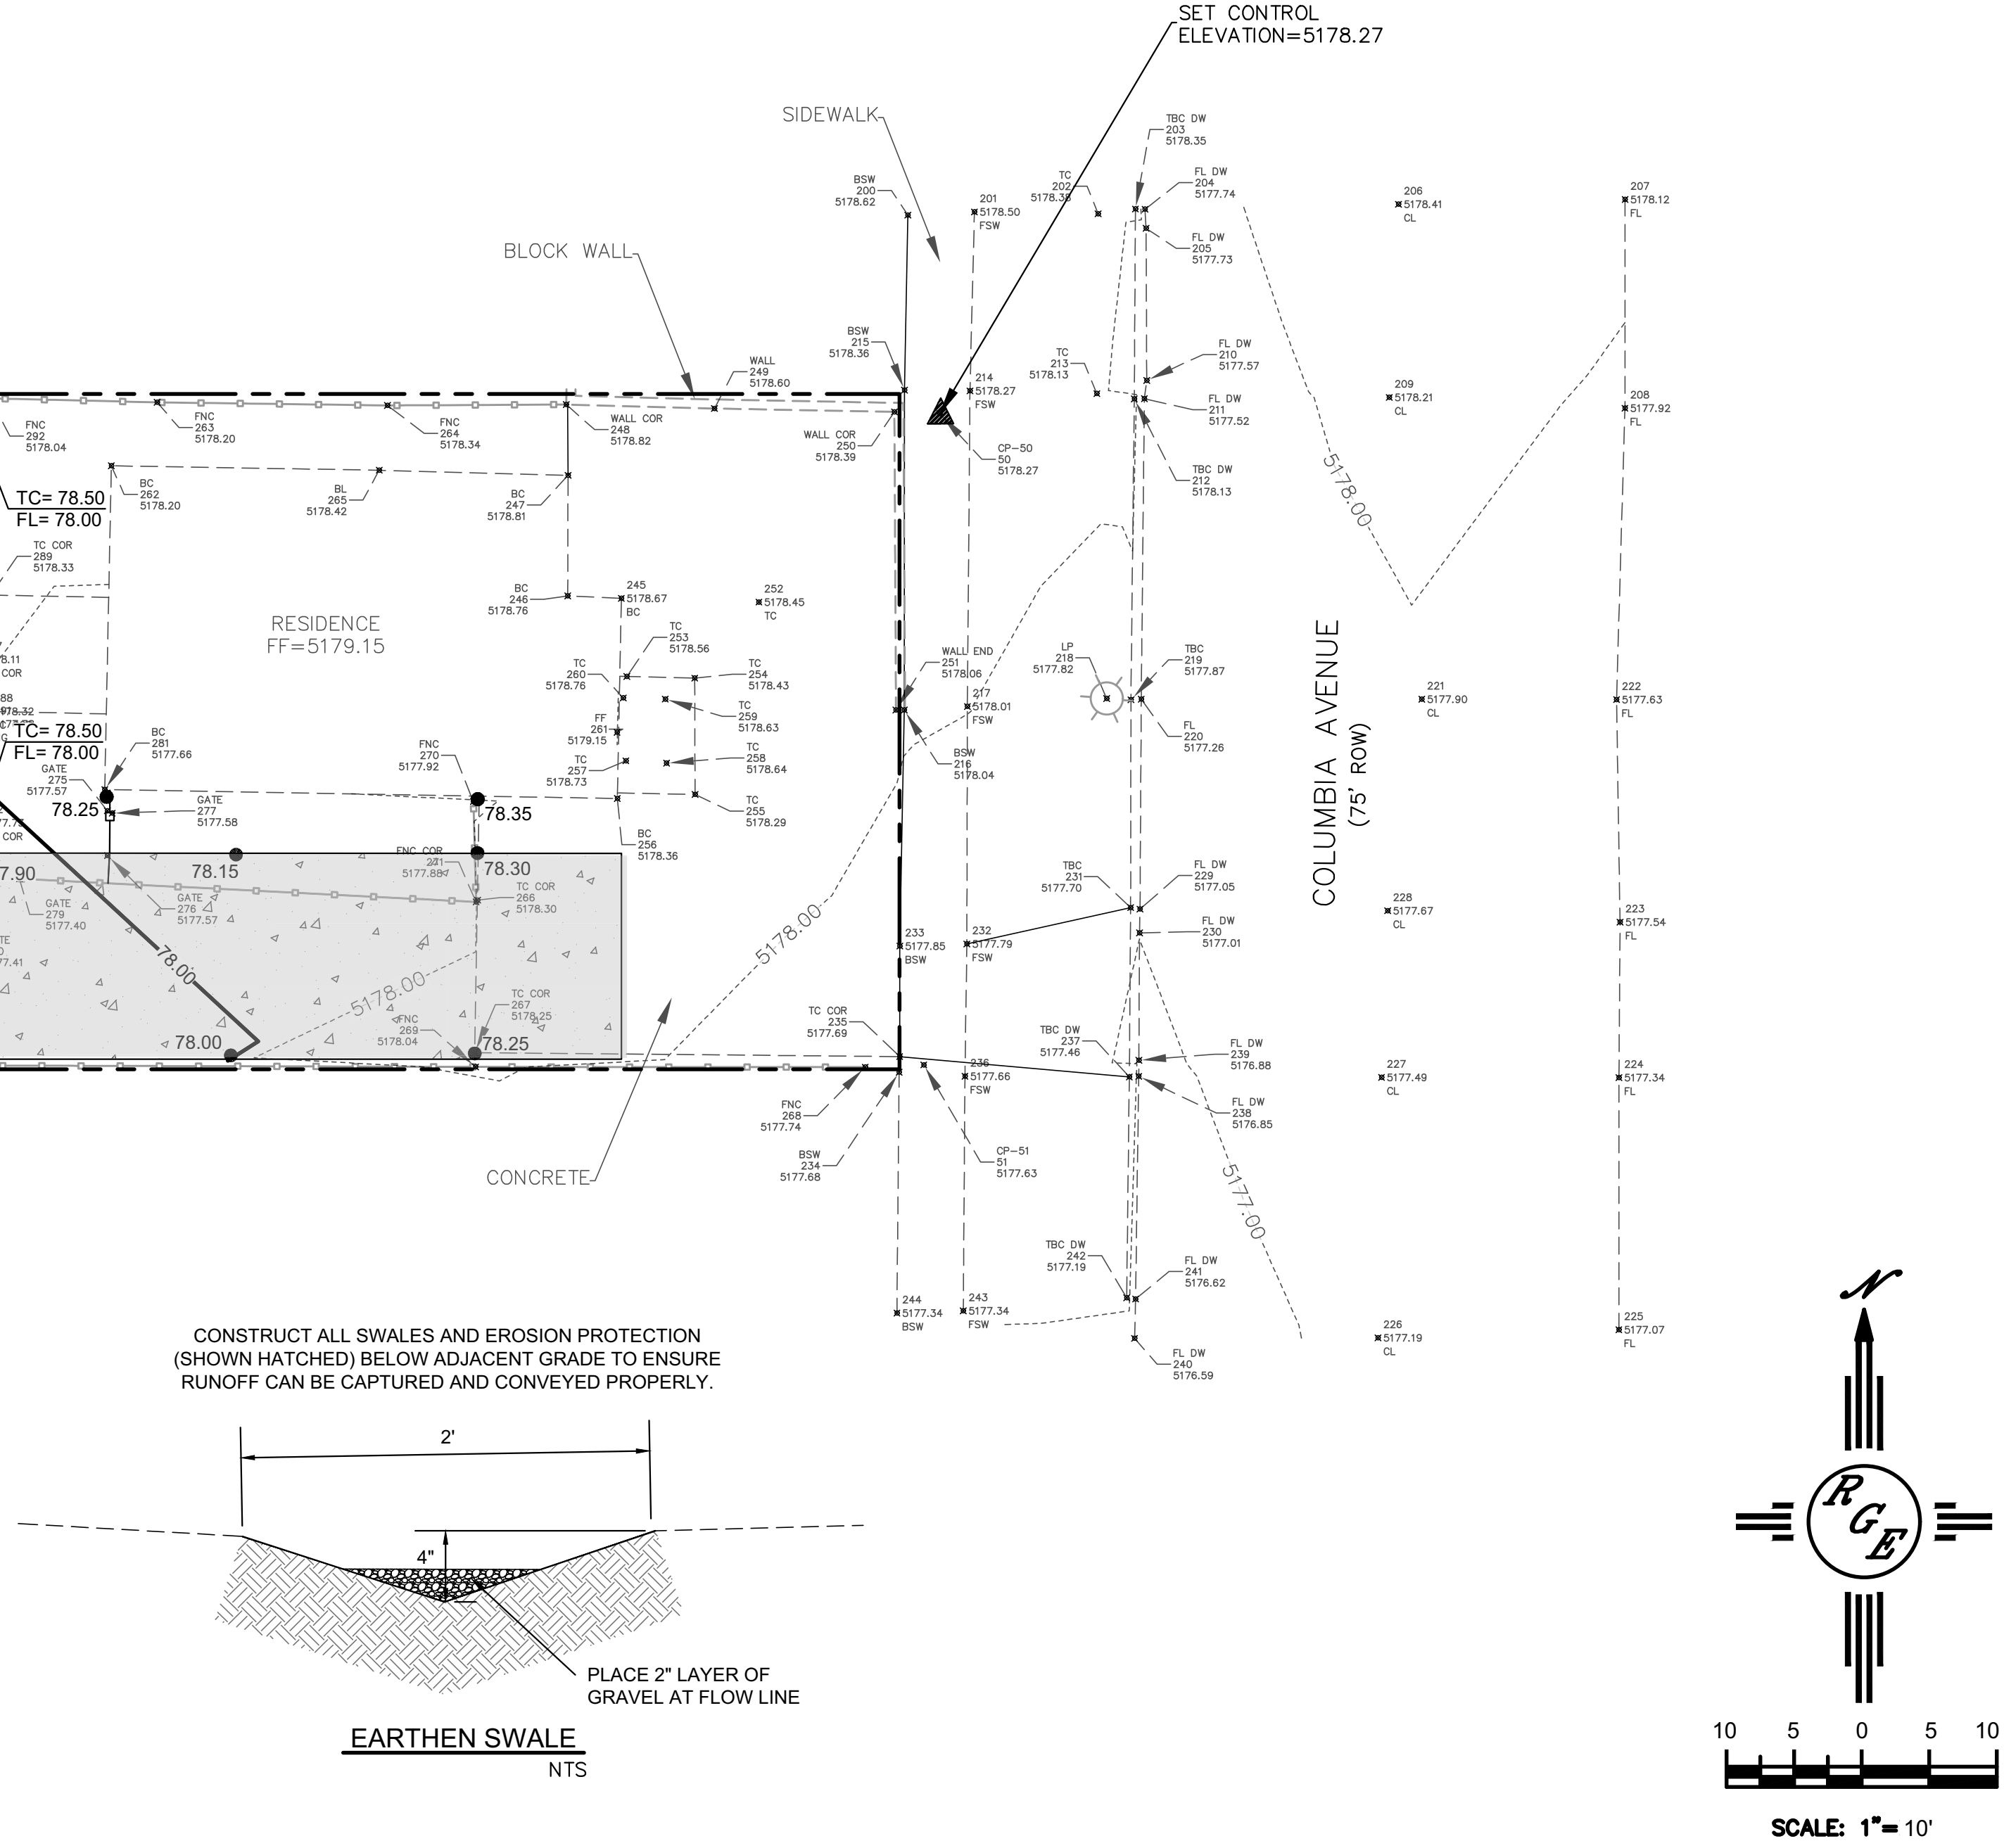 SET CONTROL
ELEVATION=5178.27
SIDEWALK
TBC DW
203
5178.35
BSW
200
5178.62
201
5178.50
FSW
TC
202
5178.38
FL DW
204
5177.74
FL DW
205
5177.73
206
5178.41
CL
207
5178.12
FL
BLOCK WALL
BSW
215
5178.36
WALL
249
5178.60
TC
213
5178.13
214
5178.27
FSW
FL DW
210
5177.57
FL DW
211
5177.52
209
5178.21
CL
208
5177.92
FL
FNC
292
5178.04
FNC
263
5178.20
FNC
264
5178.34
WALL COR
248
5178.82
WALL COR
250
5178.39
CP-50
50
5178.27
TBC DW
212
5178.13
5178.00
BC
262
5178.20
BL
265
5178.42
BC
247
5178.81
TC= 78.50
FL= 78.00
TC COR
289
5178.33
BC
246
5178.76
245
5178.67
BC
252
5178.45
TC
RESIDENCE
FF=5179.15
TC
253
5178.56
TC
260
5178.76
TC
254
5178.43
WALL END
251
5178.06
LP
218
5177.82
TBC
219
5177.87
217
5178.01
FSW
TC
259
5178.63
FF
261
5179.15
221
5177.90
CL
222
5177.63
FL
COLUMBIA AVENUE
(75' ROW)
FL
220
5177.26
TC= 78.50
FL= 78.00
BC
281
5177.66
FNC
270
5177.92
TC
257
5178.73
TC
258
5178.64
BSW
216
5178.04
GATE
275
5177.57
78.25
GATE
277
5177.58
78.35
TC
255
5178.29
BC
256
5178.36
COR
7.90
78.15
FNC COR
271
5177.88
78.30
TC COR
266
5178.30
GATE
279
5177.40
GATE
276
5177.57
TBC
231
5177.70
FL DW
229
5177.05
FL DW
230
5177.01
228
5177.67
CL
223
5177.54
FL
233
5177.85
BSW
232
5177.79
FSW
5178.00
78.00
5178.00
TC COR
267
5178.25
FNC
269
5178.04
78.00
78.25
TC COR
235
5177.69
TBC DW
237
5177.46
FL DW
239
5176.88
236
5177.66
FSW
227
5177.49
CL
224
5177.34
FL
FNC
268
5177.74
FL DW
238
5176.85
BSW
234
5177.68
CP-51
51
5177.63
CONCRETE
5177.00
TBC DW
242
5177.19
FL DW
241
5176.62
244
5177.34
BSW
243
5177.34
FSW
226
5177.19
CL
225
5177.07
FL
FL DW
240
5176.59
CONSTRUCT ALL SWALES AND EROSION PROTECTION
(SHOWN HATCHED) BELOW ADJACENT GRADE TO ENSURE
RUNOFF CAN BE CAPTURED AND CONVEYED PROPERLY.
2'
4"
PLACE 2" LAYER OF
GRAVEL AT FLOW LINE
EARTHEN SWALE
NTS
N
RGE
10 5 0 5 10
SCALE: 1"= 10'